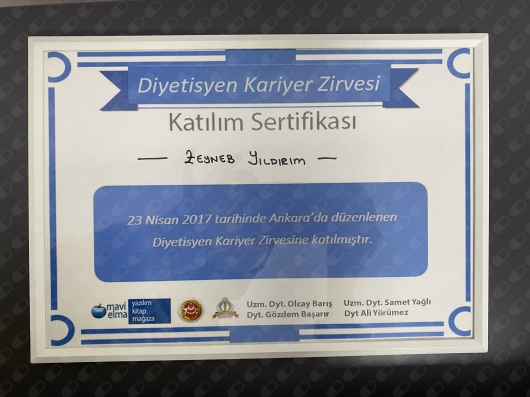 Diyetisyen Kariyer Zirvesi
Katılım Sertifikası
ZEYNEB YILDIRIM
23 Nisan 2017 tarihinde Ankara'da düzenlenen
Diyetisyen Kariyer Zirvesine katılmıştır.
mavi
elma
yazılım
kitap
mağaza
Uzm. Dyt. Olcay Barış
Dyt. Gözdem Başarır
Uzm. Dyt. Samet Yağlı
Dyt Ali Yörümez